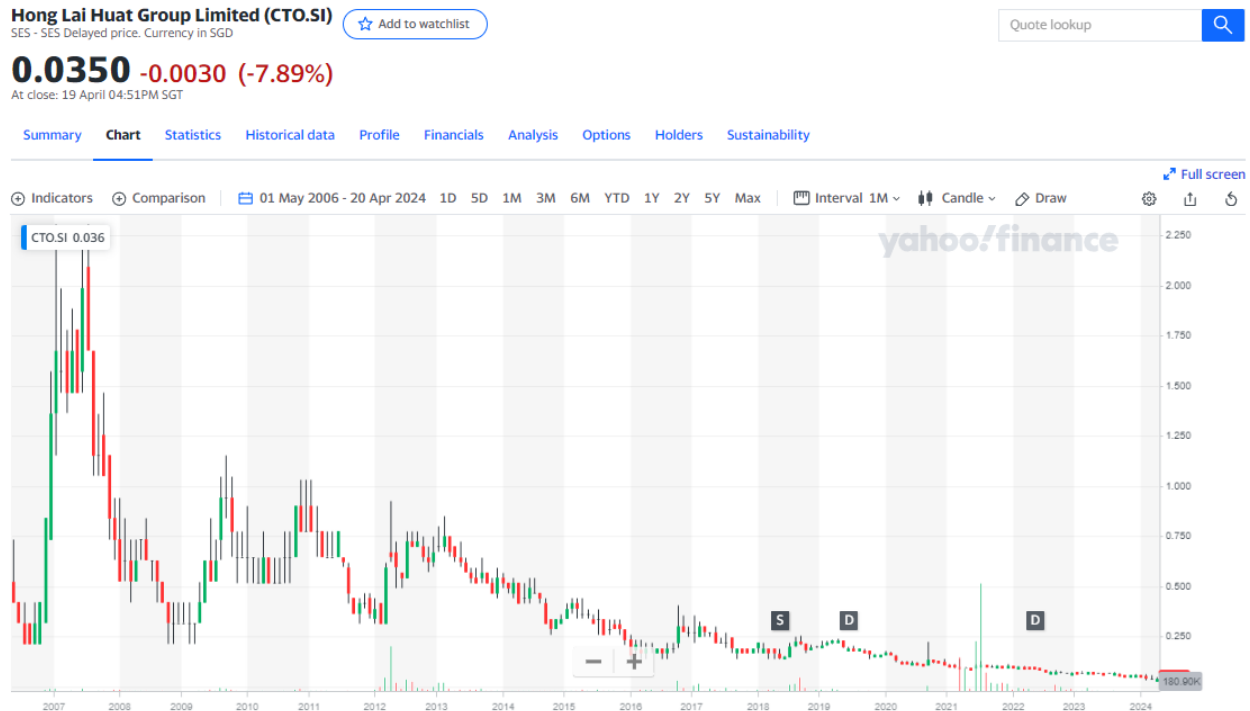 Hong Lai Huat Group Limited (CTO.SI)
Add to watchlist
Quote lookup
SES - SES Delayed price. Currency in SGD
0.0350 -0.0030 (-7.89%)
At close: 19 April 04:51PM SGT
Summary Chart Statistics Historical data Profile Financials Analysis Options Holders Sustainability
Full screen
Indicators Comparison 01 May 2006 - 20 Apr 2024 1D 5D 1M 3M 6M YTD 1Y 2Y 5Y Max Interval 1M Candle Draw
CTO.SI 0.036
yahoo!finance
2.250
2.000
1.750
1.500
1.250
1.000
0.750
0.500
S D D
0.250
180.90K
2007 2008 2009 2010 2011 2012 2013 2014 2015 2016 2017 2018 2019 2020 2021 2022 2023 2024